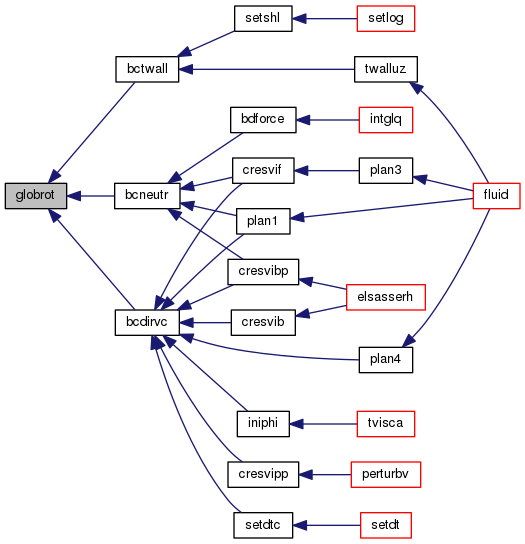 setshl
setlog
bctwall
twalluz
bdforce
intglq
cresvif
plan3
globrot
bcneutr
fluid
plan1
cresvibp
elsasserh
bcdirvc
cresvib
plan4
iniphi
tvisca
cresvipp
perturbv
setdtc
setdt